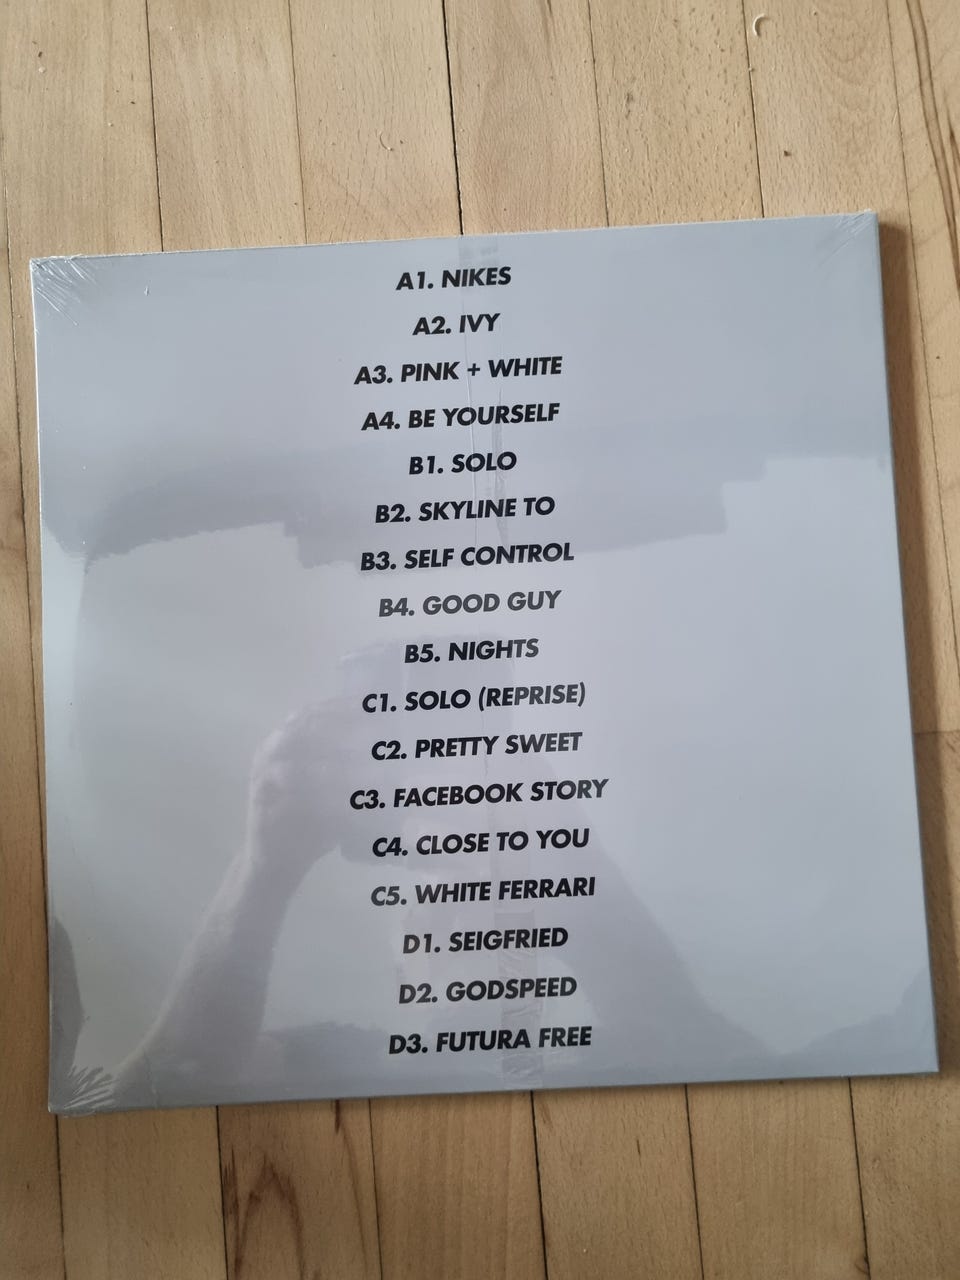 A1. NIKES
A2. IVY
A3. PINK + WHITE
A4. BE YOURSELF
B1. SOLO
B2. SKYLINE TO
B3. SELF CONTROL
B4. GOOD GUY
B5. NIGHTS
C1. SOLO (REPRISE)
C2. PRETTY SWEET
C3. FACEBOOK STORY
C4. CLOSE TO YOU
C5. WHITE FERRARI
D1. SEIGFRIED
D2. GODSPEED
D3. FUTURA FREE